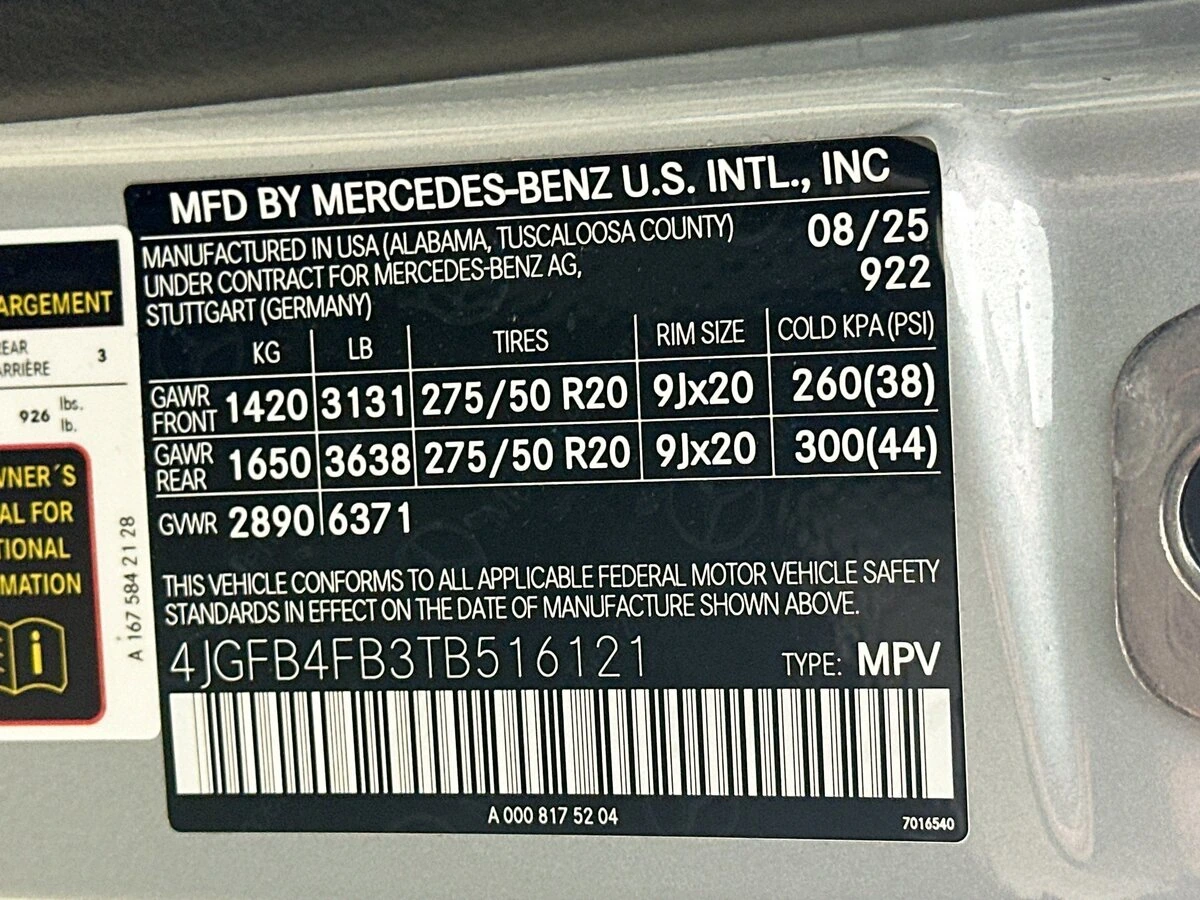 MFD BY MERCEDES-BENZ U.S. INTL., INC
MANUFACTURED IN USA (ALABAMA, TUSCALOOSA COUNTY) 08/25
UNDER CONTRACT FOR MERCEDES-BENZ AG, 922
STUTTGART (GERMANY)
KG LB TIRES RIM SIZE COLD KPA (PSI)
GAWR FRONT 1420 3131 275/50 R20 9Jx20 260(38)
GAWR REAR 1650 3638 275/50 R20 9Jx20 300(44)
GVWR 2890 6371
THIS VEHICLE CONFORMS TO ALL APPLICABLE FEDERAL MOTOR VEHICLE SAFETY
STANDARDS IN EFFECT ON THE DATE OF MANUFACTURE SHOWN ABOVE.
4JGFB4FB3TB516121 TYPE: MPV
A 000 817 52 04 7016540
ARGEMENT
EAR
ARRIÈRE 3
926 lbs.
lb.
WNER´S
AL FOR
TIONAL
MATION
i
A 167 584 21 28